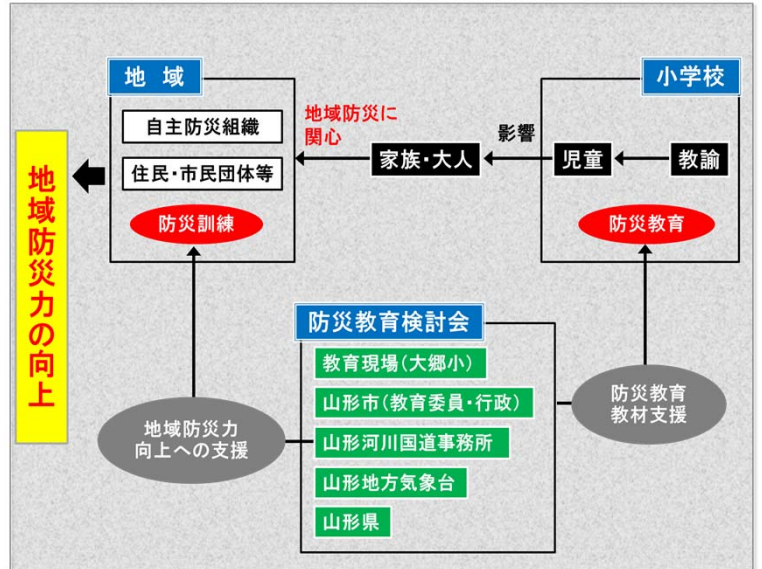 地 域
小学校
自主防災組織
住民・市民団体等
防災訓練
地域防災に
関心
家族・大人
影響
児童
教諭
防災教育
地域防災力の向上
防災教育検討会
教育現場(大郷小)
山形市(教育委員・行政)
山形河川国道事務所
山形地方気象台
山形県
地域防災力
向上への支援
防災教育
教材支援